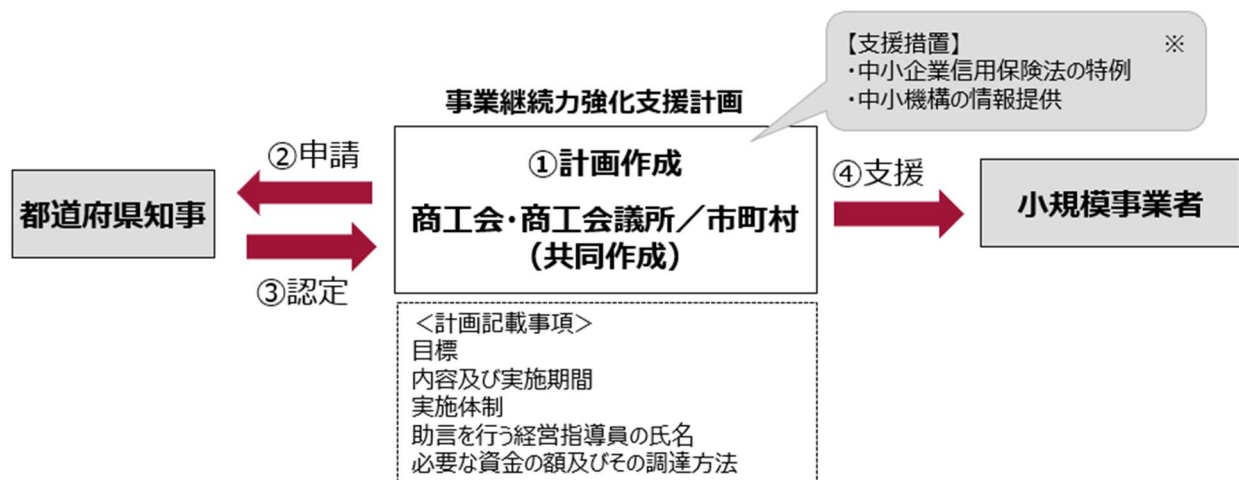 【支援措置】 ※
・中小企業信用保険法の特例
・中小機構の情報提供
事業継続力強化支援計画
②申請
①計画作成
④支援
都道府県知事
商工会・商工会議所／市町村
（共同作成）
小規模事業者
③認定
＜計画記載事項＞
目標
内容及び実施期間
実施体制
助言を行う経営指導員の氏名
必要な資金の額及びその調達方法